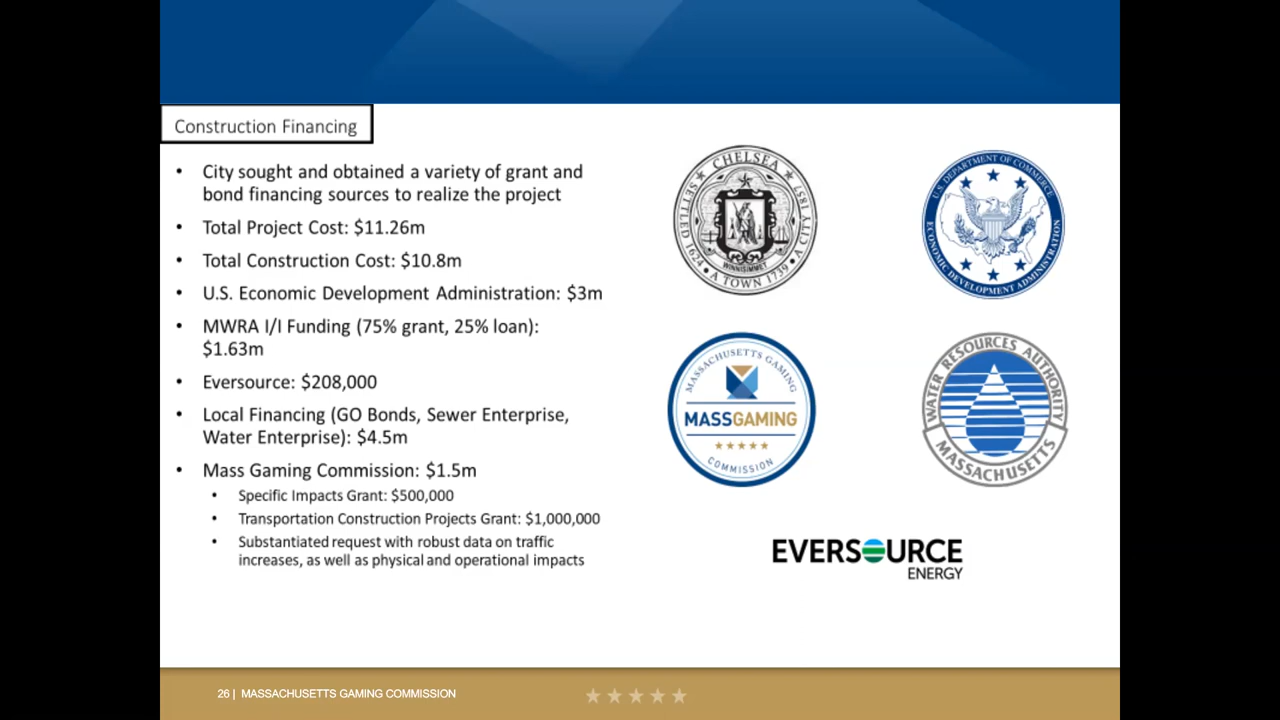 Construction Financing
• City sought and obtained a variety of grant and
bond financing sources to realize the project
• Total Project Cost: $11.26m
• Total Construction Cost: $10.8m
• U.S. Economic Development Administration: $3m
• MWRA I/I Funding (75% grant, 25% loan):
$1.63m
• Eversource: $208,000
• Local Financing (GO Bonds, Sewer Enterprise,
Water Enterprise): $4.5m
• Mass Gaming Commission: $1.5m
• Specific Impacts Grant: $500,000
• Transportation Construction Projects Grant: $1,000,000
• Substantiated request with robust data on traffic
increases, as well as physical and operational impacts
CHELSEA
SETTLED 1624 A TOWN 1739 A CITY 1857
WINNISIMMET
U.S. DEPARTMENT OF COMMERCE
ECONOMIC DEVELOPMENT ADMINISTRATION
MASSACHUSETTS GAMING
MASSGAMING
COMMISSION
WATER RESOURCES AUTHORITY
MASSACHUSETTS
EVERSOURCE
ENERGY
26 | MASSACHUSETTS GAMING COMMISSION